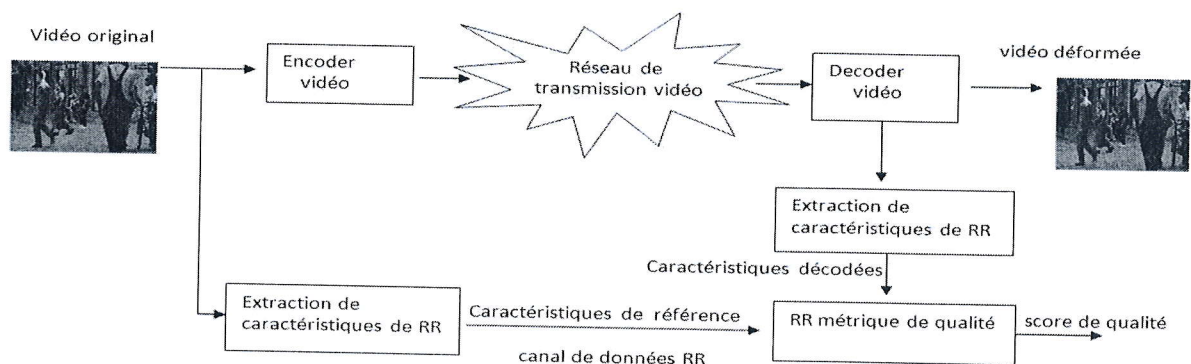 Vidéo original
Encoder
vidéo
Réseau de
transmission vidéo
Decoder
vidéo
vidéo déformée
Extraction de
caractéristiques de RR
Caractéristiques décodées
Extraction de
caractéristiques de RR
Caractéristiques de référence
canal de données RR
RR métrique de qualité
score de qualité